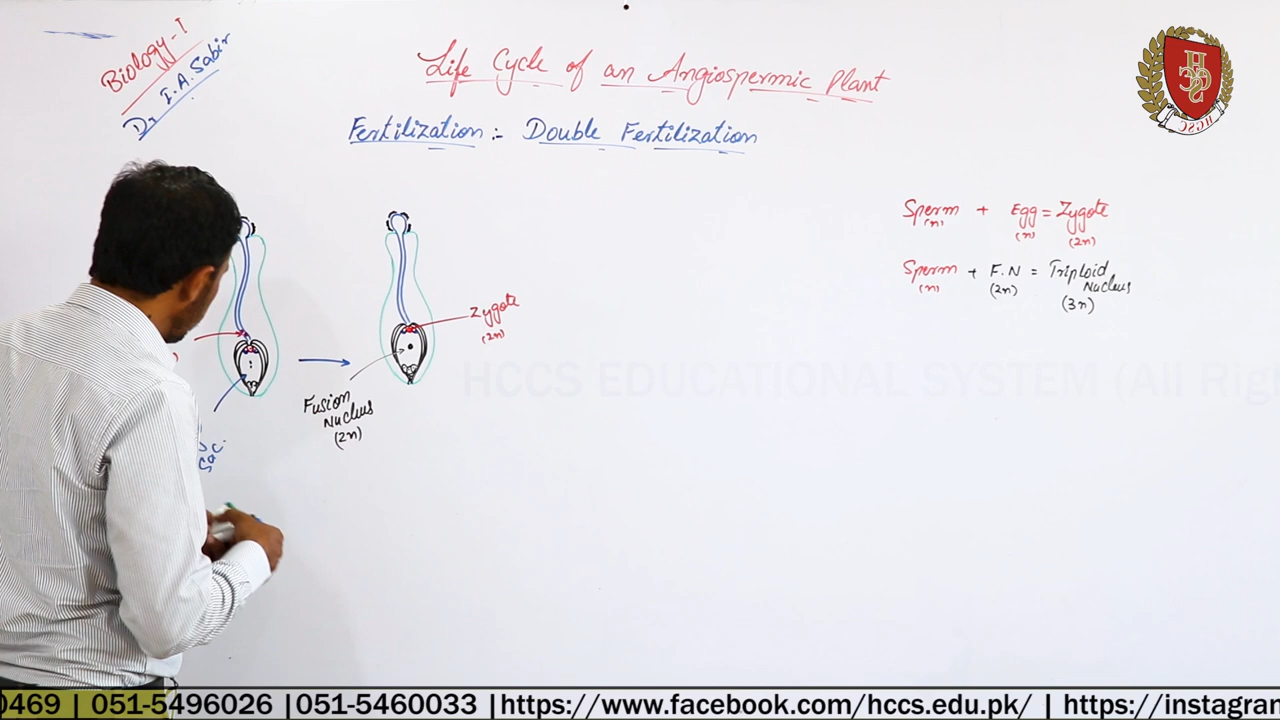 Biology-I
Dr I.A. Sabir
Life Cycle of an Angiospermic Plant
Fertilization :- Double Fertilization
Sperm + Egg = Zygote
(n) (n) (2n)
Sperm + F.N = Triploid Nucleus
(n) (2n) (3n)
Zygote
(2n)
Fusion
Nucleus
(2n)
Sac.
HCCS EDUCATIONAL SYSTEM (All Rig
0469 | 051-5496026 |051-5460033 |https://www.facebook.com/hccs.edu.pk/ | https://instagram